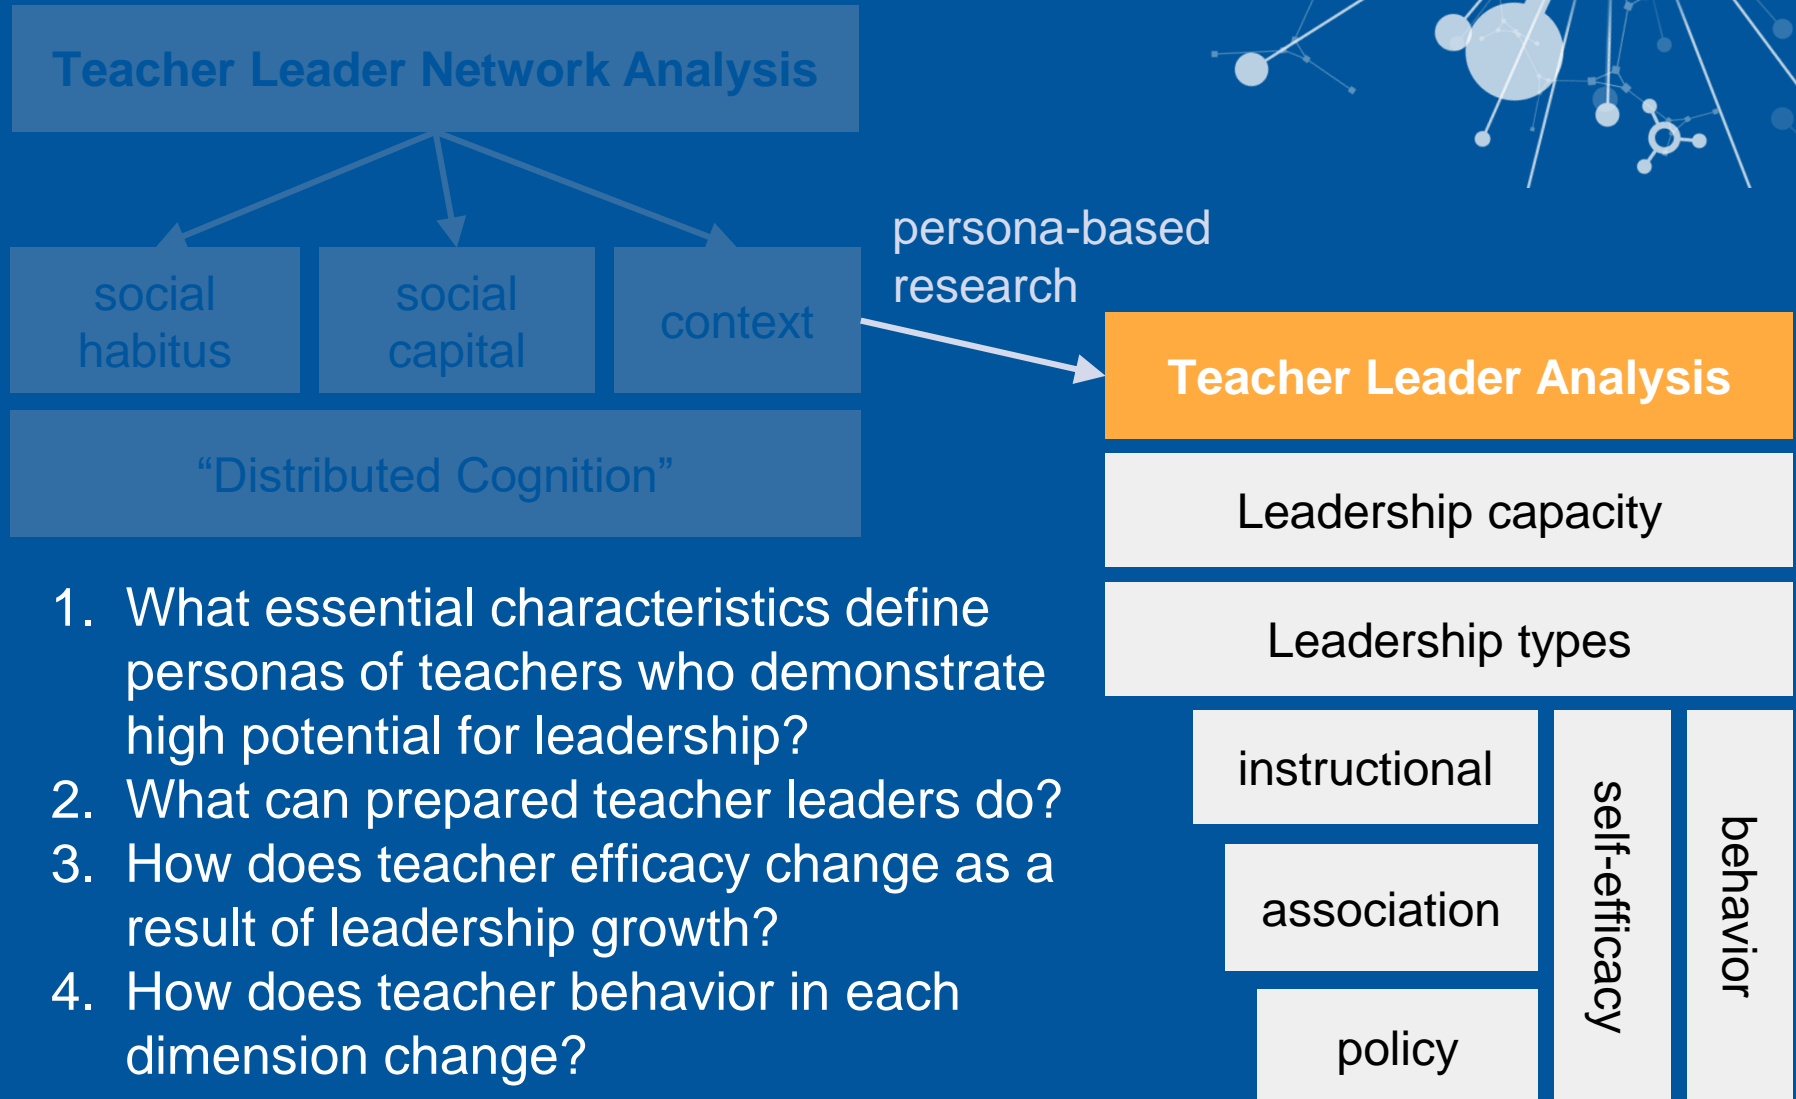 Teacher Leader Network Analysis
social
habitus
social
capital
context
“Distributed Cognition”
persona-based
research
Teacher Leader Analysis
Leadership capacity
Leadership types
instructional
association
policy
self-efficacy
behavior
1. What essential characteristics define
personas of teachers who demonstrate
high potential for leadership?
2. What can prepared teacher leaders do?
3. How does teacher efficacy change as a
result of leadership growth?
4. How does teacher behavior in each
dimension change?